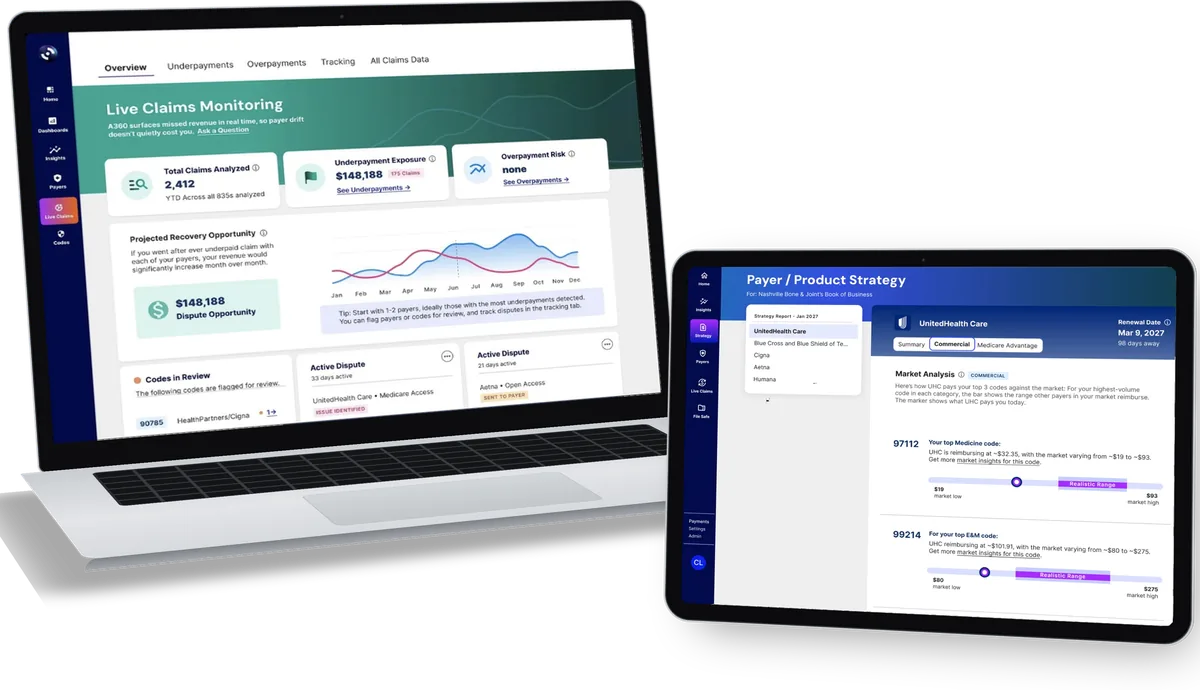 Home
Dashboards
Insights
Payers
Live Claims
Codes
Overview
Underpayments
Overpayments
Tracking
All Claims Data
Live Claims Monitoring
A360 surfaces missed revenue in real time, so payer drift
doesn't quietly cost you. Ask a Question
Total Claims Analyzed
2,412
YTD Across all 835s analyzed
Underpayment Exposure
$148,188 175 Claims
See Underpayments →
Overpayment Risk
none
See Overpayments →
Projected Recovery Opportunity
If you went after ever underpaid claim with
each of your payers, your revenue would
significantly increase month over month.
$148,188
Dispute Opportunity
Jan Feb Mar Apr May Jun Jul Aug Sep Oct Nov Dec
Tip: Start with 1-2 payers, ideally those with the most underpayments detected.
You can flag payers or codes for review, and track disputes in the tracking tab.
Codes in Review
The following codes are flagged for review.
90785 HealthPartners/Cigna 1→
Active Dispute
33 days active
UnitedHealth Care • Medicare Access
ISSUE IDENTIFIED
Active Dispute
21 days active
Aetna • Open Access
SENT TO PAYER
Home
Insights
Strategy
Payers
Live Claims
File Safe
Payments
Settings
Admin
CL
Payer / Product Strategy
For: Nashville Bone & Joint's Book of Business
Strategy Report - Jan 2027
UnitedHealth Care
Blue Cross and Blue Shield of Te...
Cigna
Aetna
Humana
UnitedHealth Care
Renewal Date
Mar 9, 2027
98 days away
Summary Commercial Medicare Advantage
Market Analysis COMMERCIAL
Here's how UHC pays your top 3 codes against the market: For your highest-volume
code in each category, the bar shows the range other payers in your market reimburse.
The marker shows what UHC pays you today.
97112 Your top Medicine code:
UHC is reimbursing at ~$32.35, with the market varying from ~$19 to ~$93.
Get more market insights for this code.
Realistic Range
$19
market low
$93
market high
99214 For your top E&M code:
UHC reimbursing at ~$101.91, with the market varying from ~$80 to ~$275.
Get more market insights for this code.
Realistic Range
$80
market low
$275
market high